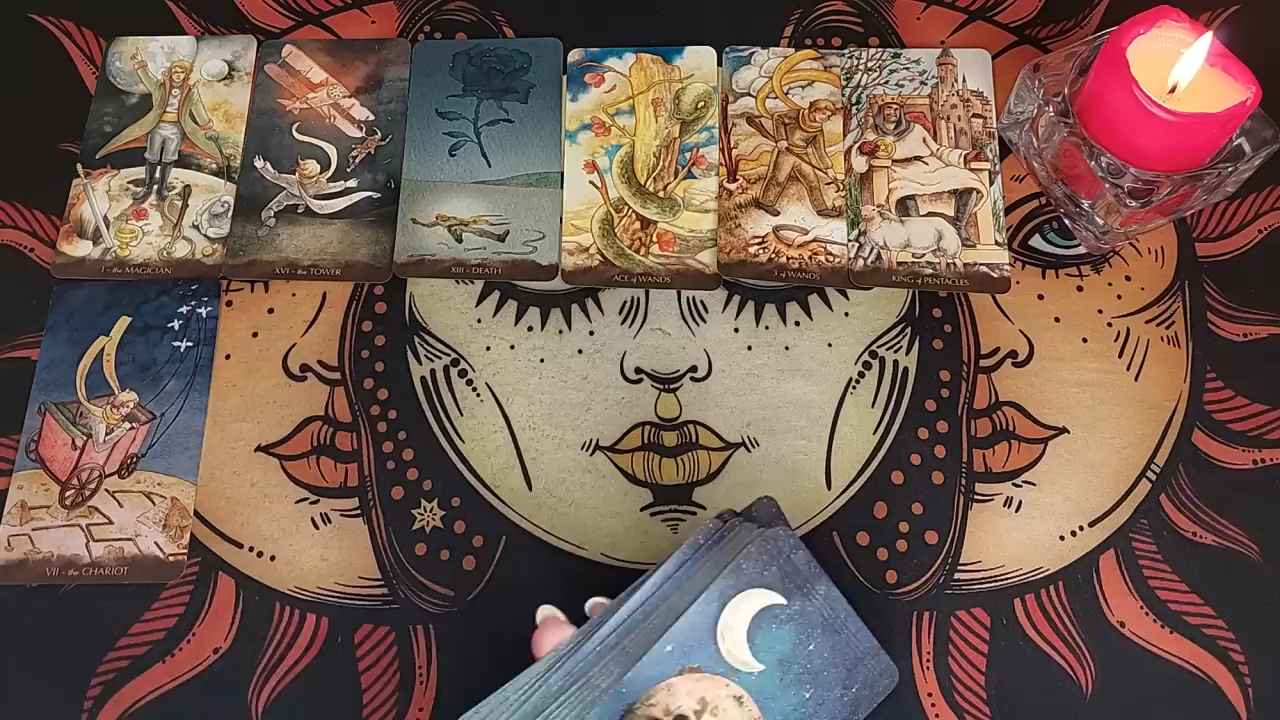 I - the MAGICIAN
XVI - the TOWER
XIII - DEATH
ACE of WANDS
3 of WANDS
KING of PENTACLES
VII - the CHARIOT